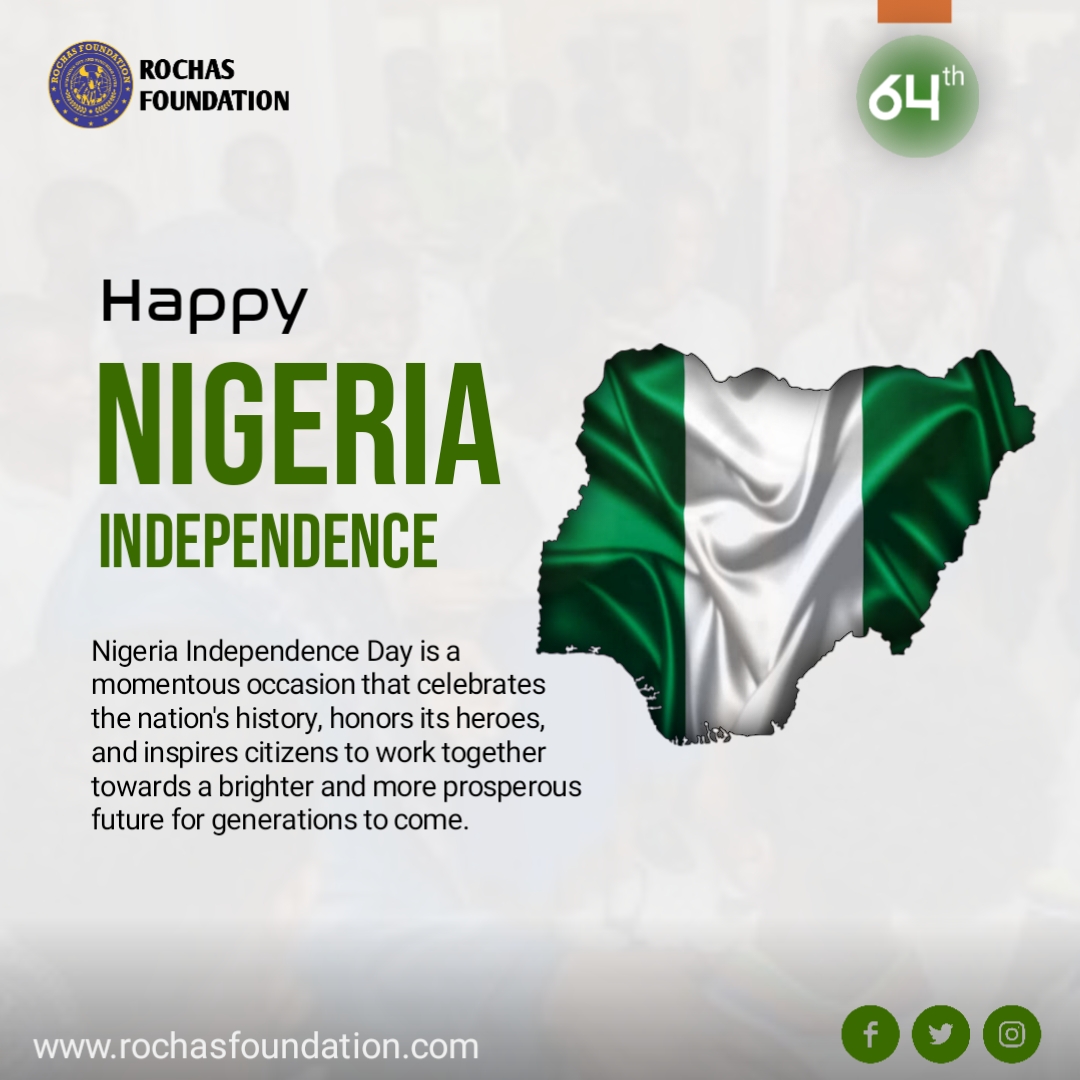 ROCHAS FOUNDATION
ROCHAS
FOUNDATION
64th
Happy
NIGERIA
INDEPENDENCE
Nigeria Independence Day is a
momentous occasion that celebrates
the nation's history, honors its heroes,
and inspires citizens to work together
towards a brighter and more prosperous
future for generations to come.
www.rochasfoundation.com